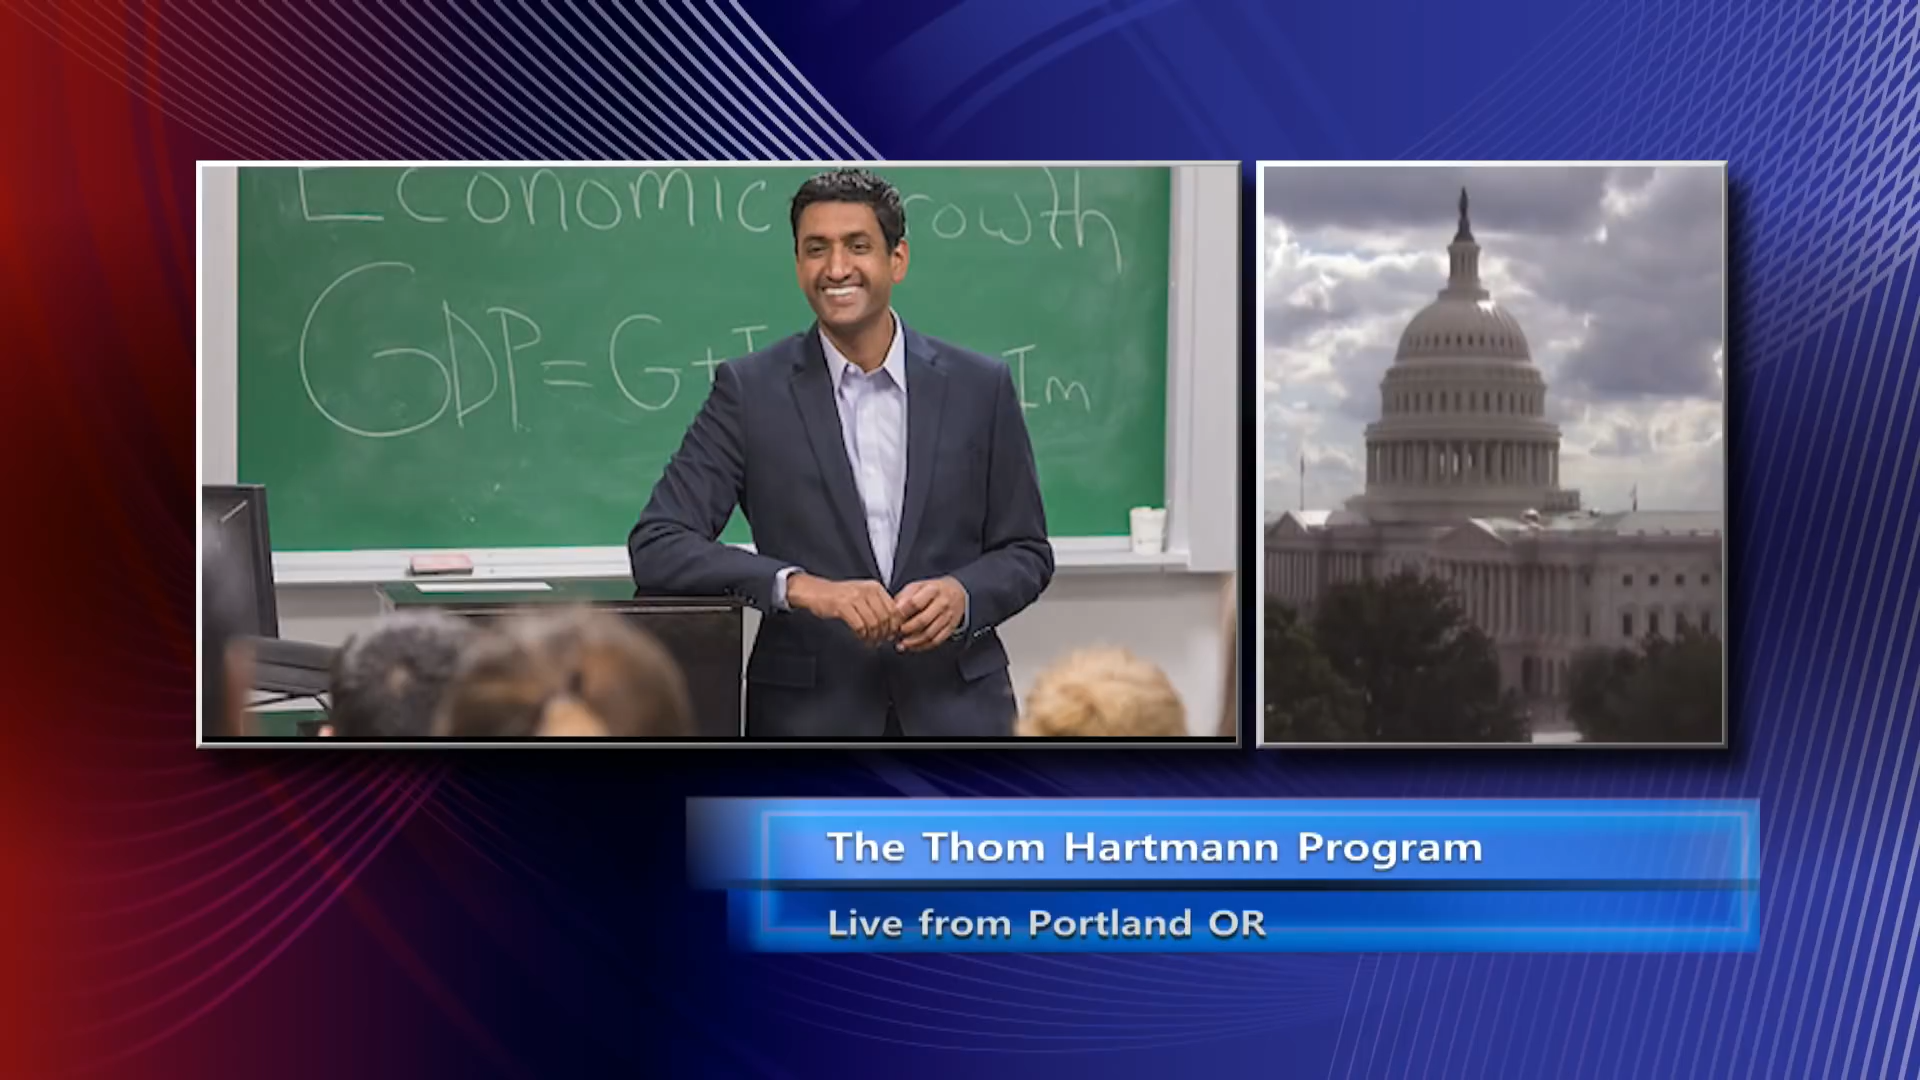 Economic rowth
GDP = G + I Im
The Thom Hartmann Program
Live from Portland OR